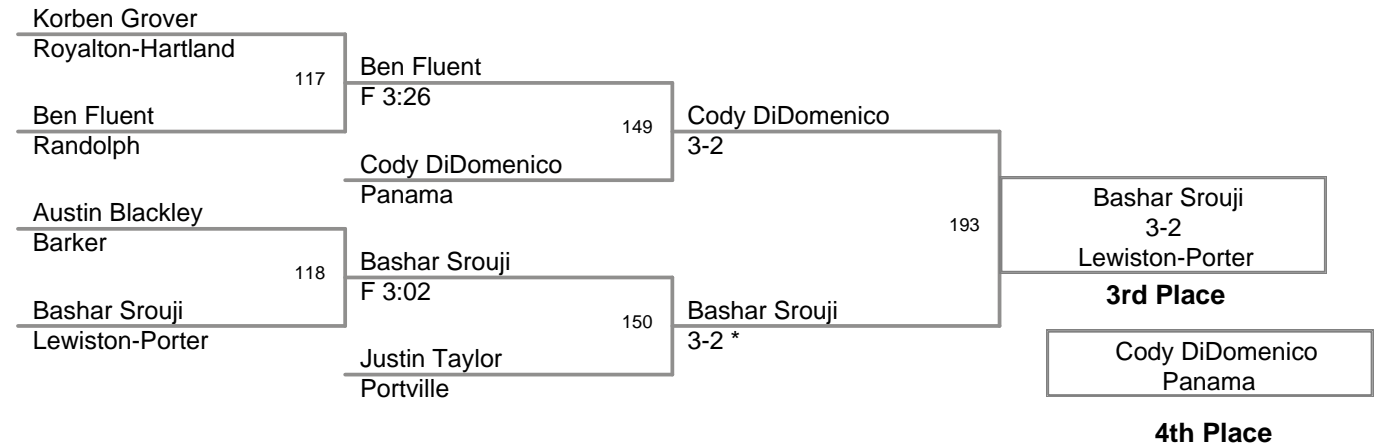 Korben Grover
Royalton-Hartland
117
Ben Fluent
Randolph
Ben Fluent
F 3:26
149
Cody DiDomenico
Panama
Austin Blackley
Barker
118
Bashar Srouji
Lewiston-Porter
Bashar Srouji
F 3:02
150
Justin Taylor
Portville
Cody DiDomenico
3-2
193
Bashar Srouji
3-2 *
Bashar Srouji
3-2
Lewiston-Porter
3rd Place
Cody DiDomenico
Panama
4th Place